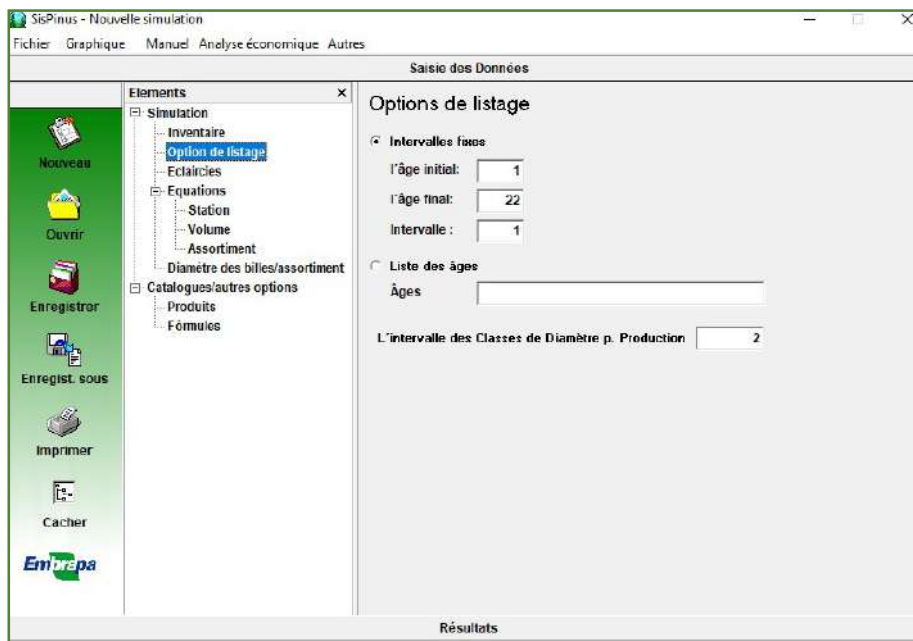 SisPinus - Nouvelle simulation
Fichier Graphique Manuel Analyse économique Autres
Saisie des Données
Nouveau
Ouvrir
Enregistrer
Enregist. sous
Imprimer
Cacher
Embrapa
Elements
Simulation
Inventaire
Option de listage
Eclaircies
Equations
Station
Volume
Assortiment
Diamétre des billes/assortiment
Catalogues/autres options
Produits
Fórmules
Options de listage
Intervalles fixes
l'âge initial: 1
l'âge final: 22
Intervalle : 1
Liste des âges
Âges
L'intervalle des Classes de Diamètre p. Production 2
Résultats